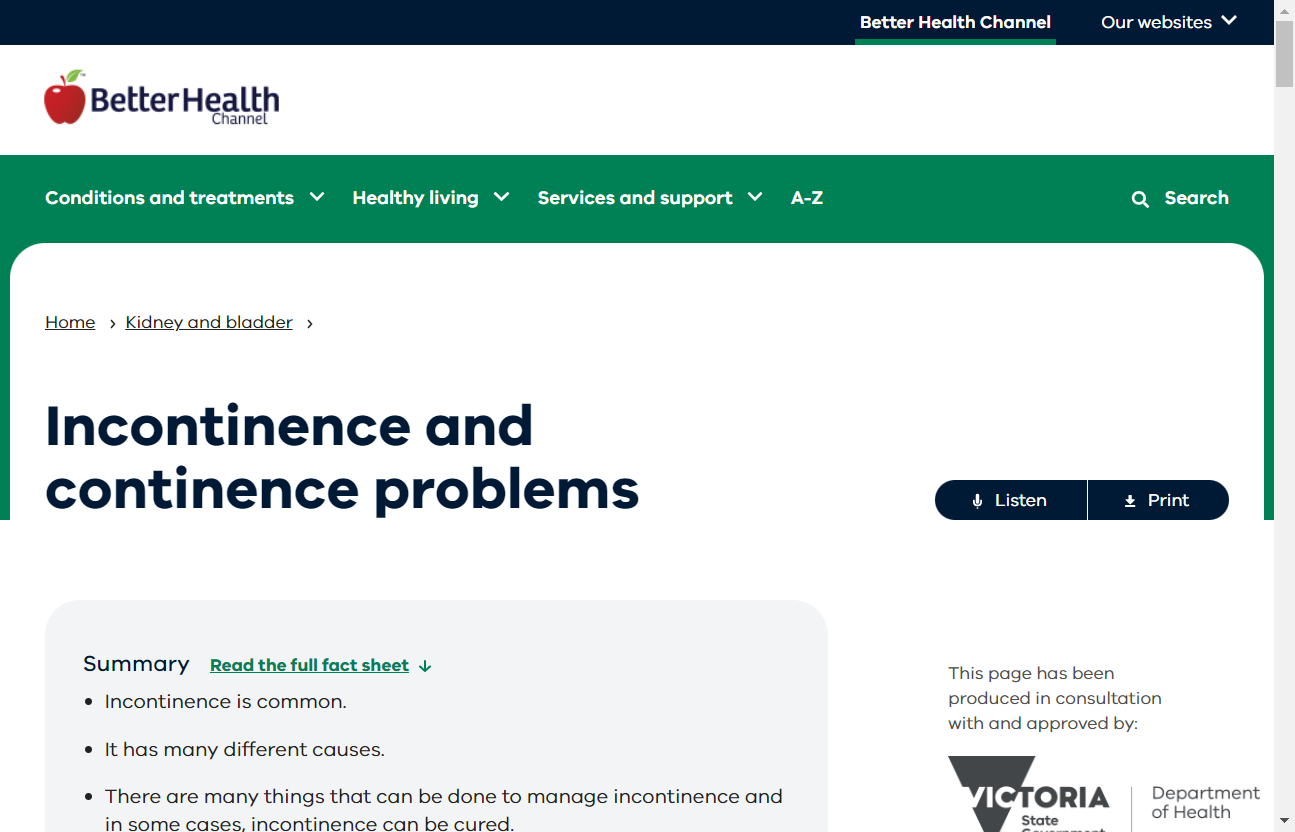 Better Health Channel
Our websites
BetterHealth
Channel
Conditions and treatments
Healthy living
Services and support
A-Z
Search
Home › Kidney and bladder ›
Incontinence and
continence problems
Listen
Print
Summary Read the full fact sheet
• Incontinence is common.
• It has many different causes.
• There are many things that can be done to manage incontinence and
in some cases, incontinence can be cured.
This page has been
produced in consultation
with and approved by:
VICTORIA
State
Government
Department
of Health